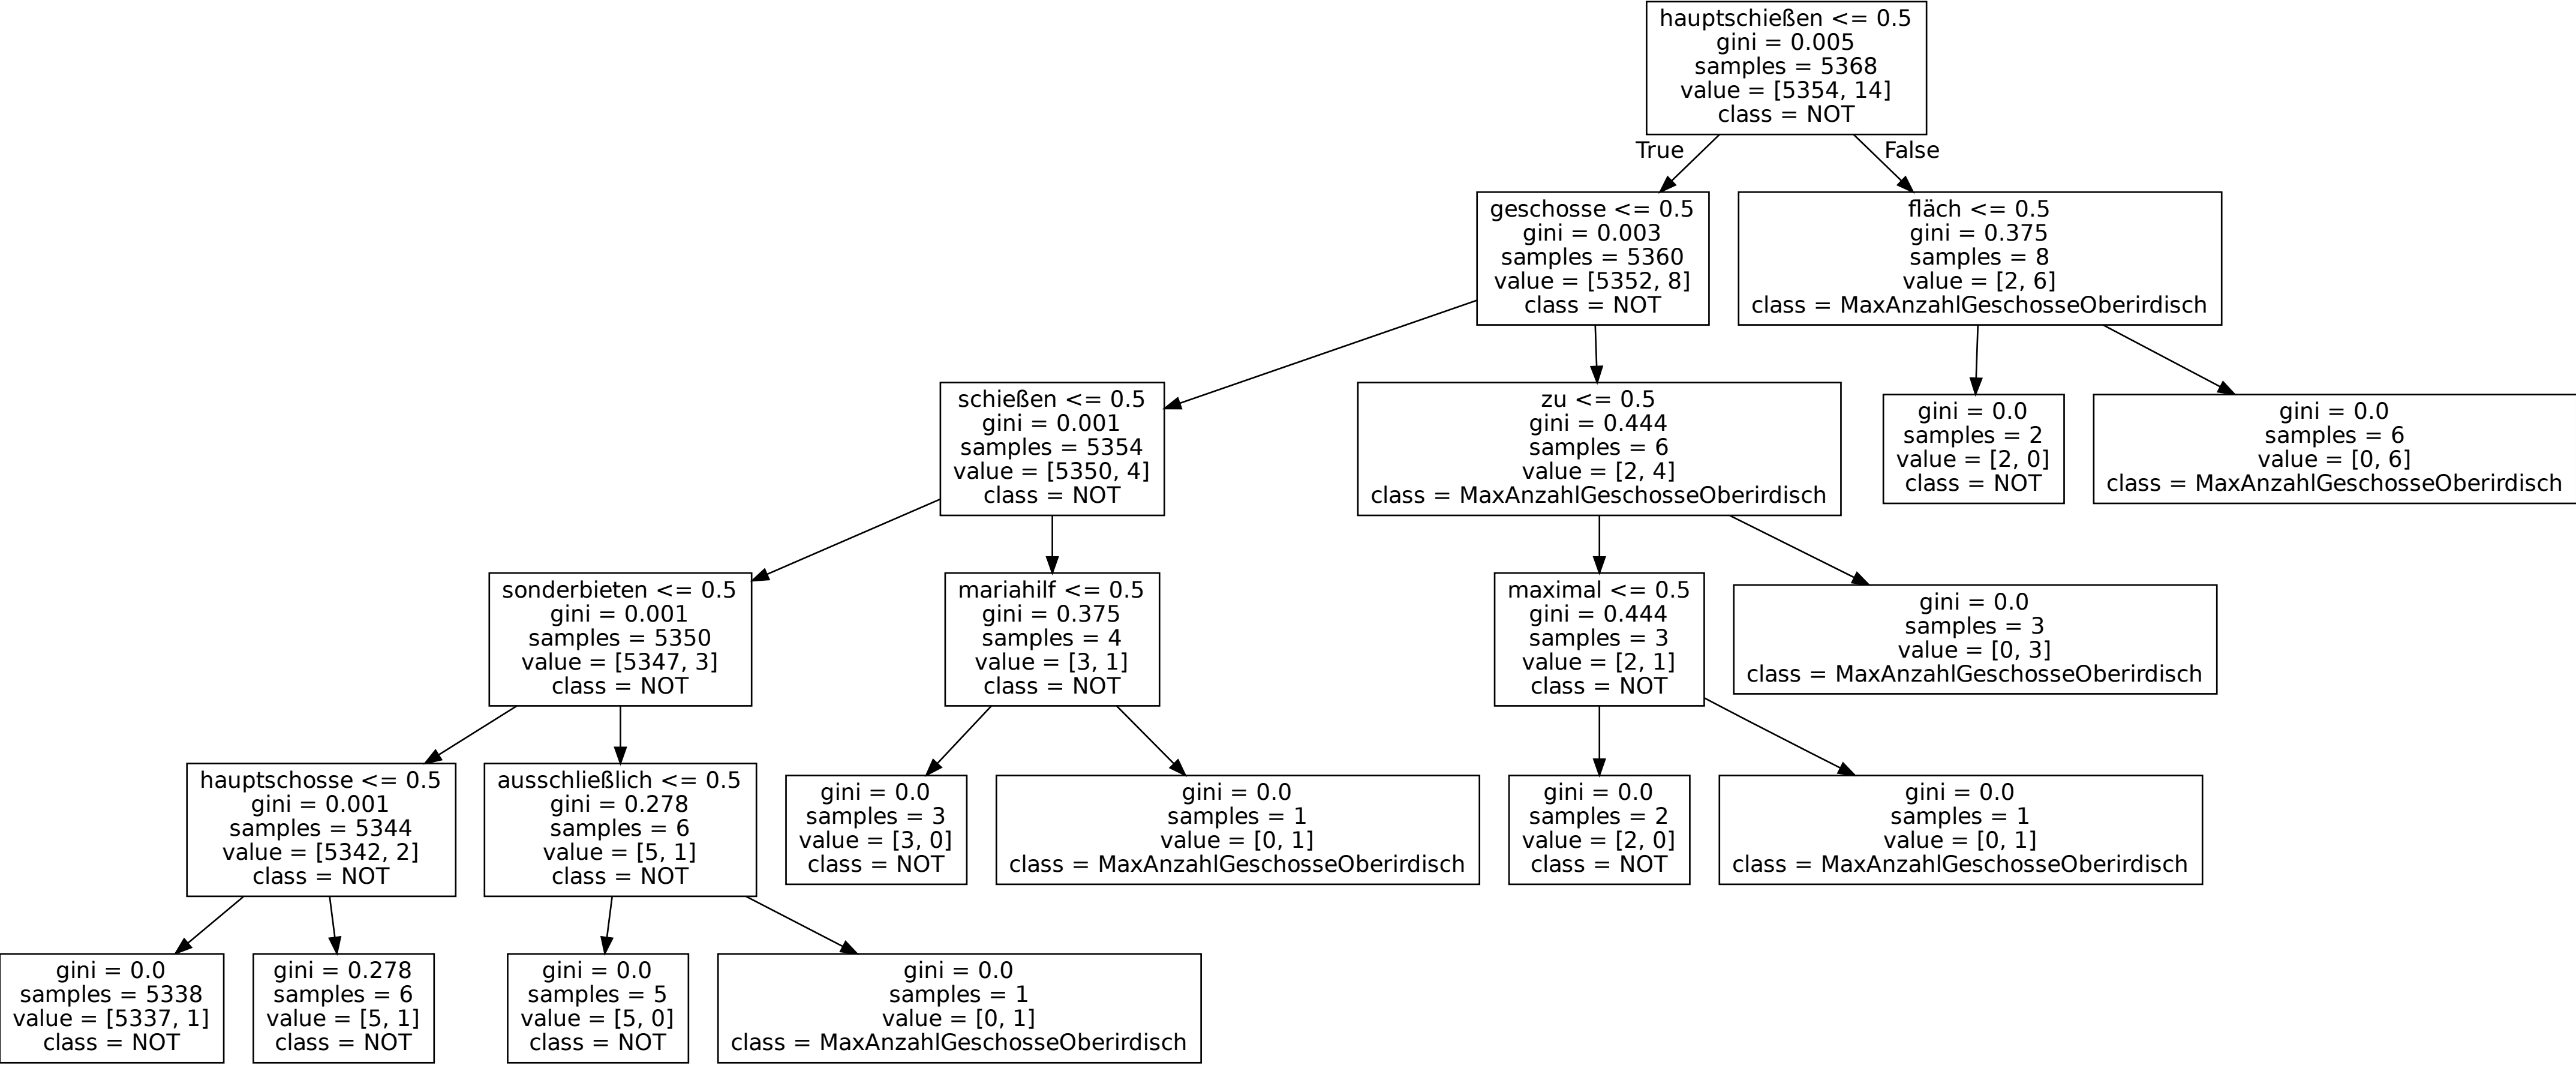 hauptschießen <= 0.5
gini = 0.005
samples = 5368
value = [5354, 14]
class = NOT
True
False
geschosse <= 0.5
gini = 0.003
samples = 5360
value = [5352, 8]
class = NOT
fläch <= 0.5
gini = 0.375
samples = 8
value = [2, 6]
class = MaxAnzahlGeschosseOberirdisch
schießen <= 0.5
gini = 0.001
samples = 5354
value = [5350, 4]
class = NOT
zu <= 0.5
gini = 0.444
samples = 6
value = [2, 4]
class = MaxAnzahlGeschosseOberirdisch
gini = 0.0
samples = 2
value = [2, 0]
class = NOT
gini = 0.0
samples = 6
value = [0, 6]
class = MaxAnzahlGeschosseOberirdisch
sonderbieten <= 0.5
gini = 0.001
samples = 5350
value = [5347, 3]
class = NOT
mariahilf <= 0.5
gini = 0.375
samples = 4
value = [3, 1]
class = NOT
maximal <= 0.5
gini = 0.444
samples = 3
value = [2, 1]
class = NOT
gini = 0.0
samples = 3
value = [0, 3]
class = MaxAnzahlGeschosseOberirdisch
hauptschosse <= 0.5
gini = 0.001
samples = 5344
value = [5342, 2]
class = NOT
ausschließlich <= 0.5
gini = 0.278
samples = 6
value = [5, 1]
class = NOT
gini = 0.0
samples = 3
value = [3, 0]
class = NOT
gini = 0.0
samples = 1
value = [0, 1]
class = MaxAnzahlGeschosseOberirdisch
gini = 0.0
samples = 2
value = [2, 0]
class = NOT
gini = 0.0
samples = 1
value = [0, 1]
class = MaxAnzahlGeschosseOberirdisch
gini = 0.0
samples = 5338
value = [5337, 1]
class = NOT
gini = 0.278
samples = 6
value = [5, 1]
class = NOT
gini = 0.0
samples = 5
value = [5, 0]
class = NOT
gini = 0.0
samples = 1
value = [0, 1]
class = MaxAnzahlGeschosseOberirdisch